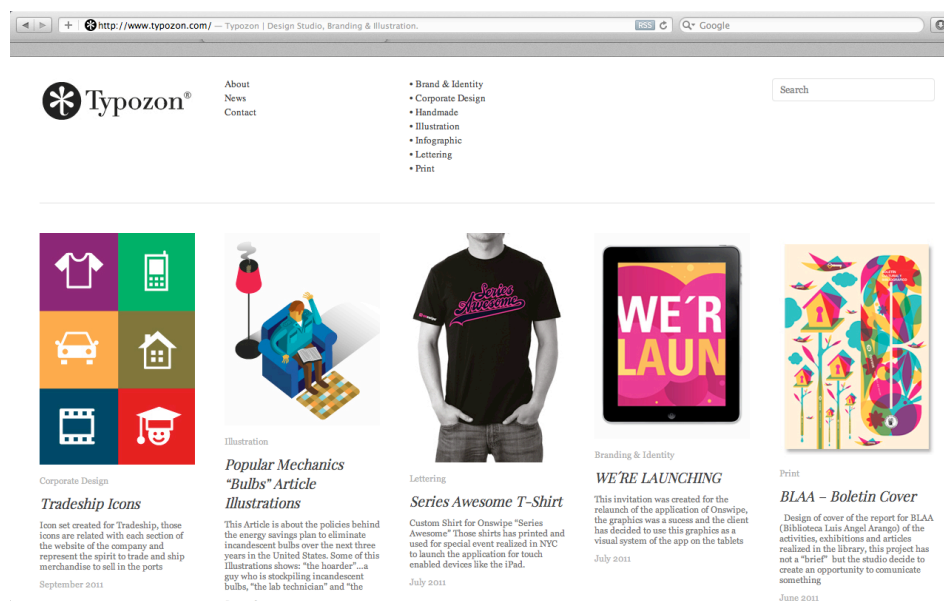 http://www.typozon.com/ — Typozon | Design Studio, Branding & Illustration.
RSS
Google
Typozon®
About
News
Contact
• Brand & Identity
• Corporate Design
• Handmade
• Illustration
• Infographic
• Lettering
• Print
Search
Corporate Design
Tradeship Icons
Icon set created for Tradeship, those
icons are related with each section of
the website of the company and
represent the spirit to trade and ship
merchandise to sell in the ports
September 2011
Illustration
Popular Mechanics
“Bulbs” Article
Illustrations
This Article is about the policies behind
the energy savings plan to eliminate
incandescent bulbs over the next three
years in the United States. Some of this
Illustrations shows: “the hoarder”...a
guy who is stockpiling incandescent
bulbs, “the lab technician” and “the
Series
Awesome
Lettering
Series Awesome T-Shirt
Custom Shirt for Onswipe “Series
Awesome” Those shirts has printed and
used for special event realized in NYC
to launch the application for touch
enabled devices like the iPad.
July 2011
WE´R
LAUN
Branding & Identity
WE´RE LAUNCHING
This invitation was created for the
relaunch of the application of Onswipe,
the graphics was a sucess and the client
has decided to use this graphics as a
visual system of the app on the tablets
July 2011
Print
BLAA – Boletin Cover
Design of cover of the report for BLAA
(Biblioteca Luis Angel Arango) of the
activities, exhibitions and articles
realized in the library, this project has
not a “brief” but the studio decide to
create an opportunity to comunicate
something
June 2011